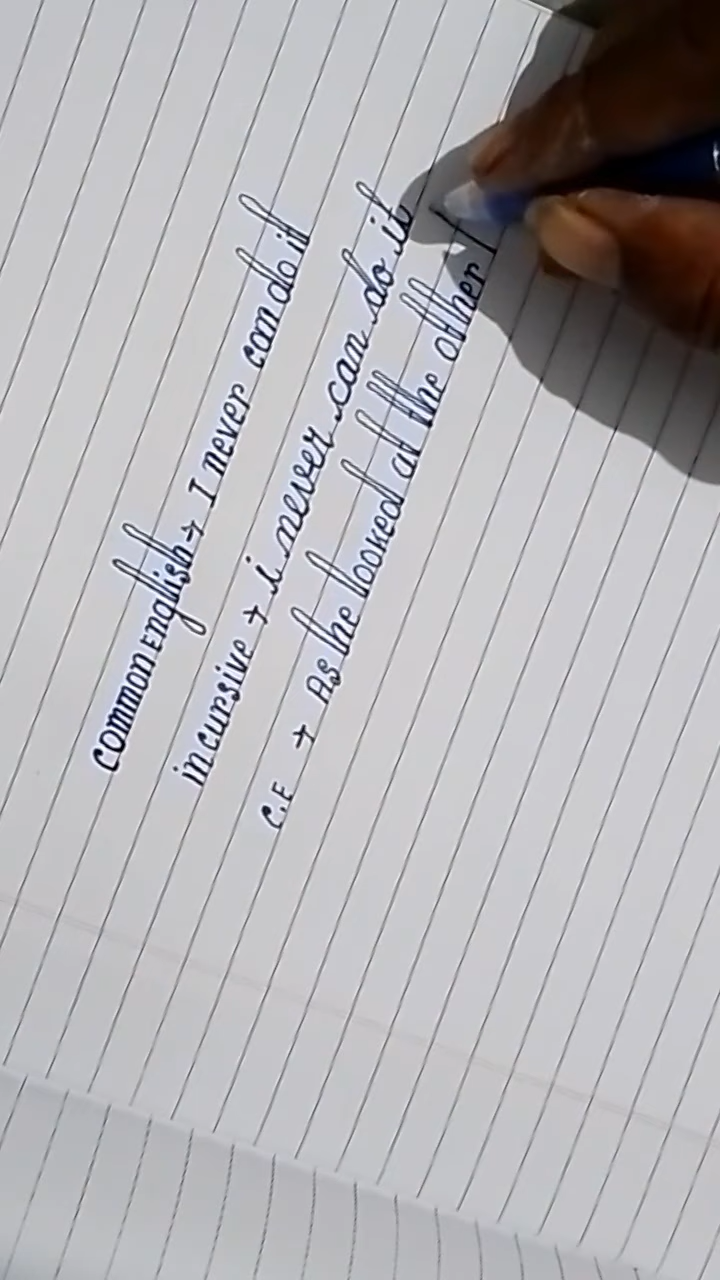 common English → I never can do it
in cursive → i never can do it
C.E → As he looked at the other